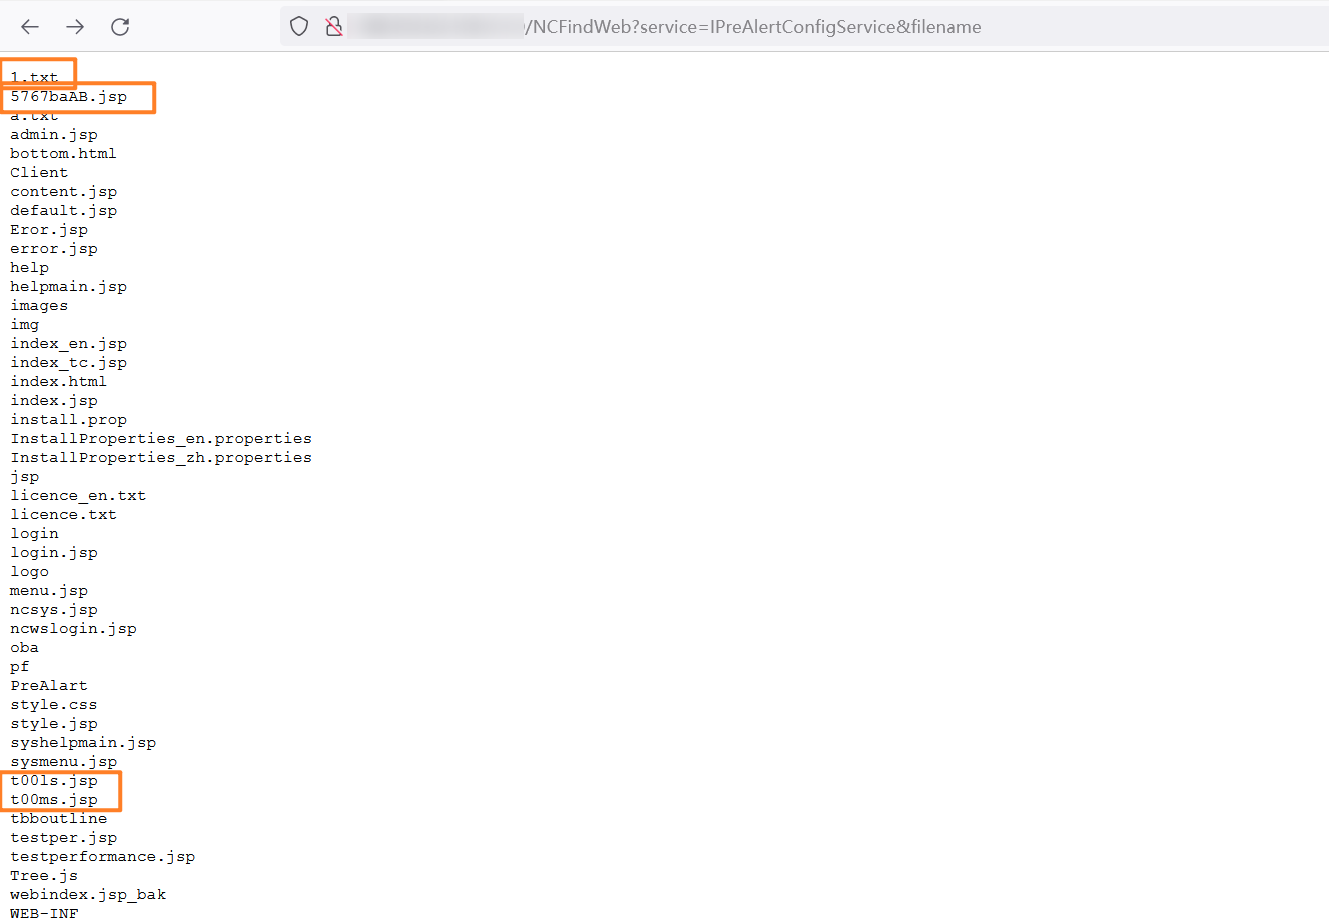 /NCFindWeb?service=IPreAlertConfigService&filename
1.txt
5767baAB.jsp
a.txt
admin.jsp
bottom.html
Client
content.jsp
default.jsp
Eror.jsp
error.jsp
help
helpmain.jsp
images
img
index_en.jsp
index_tc.jsp
index.html
index.jsp
install.prop
InstallProperties_en.properties
InstallProperties_zh.properties
jsp
licence_en.txt
licence.txt
login
login.jsp
logo
menu.jsp
ncsys.jsp
ncwslogin.jsp
oba
pf
PreAlart
style.css
style.jsp
syshelpmain.jsp
sysmenu.jsp
t00ls.jsp
t00ms.jsp
tbboutline
testper.jsp
testperformance.jsp
Tree.js
webindex.jsp_bak
WEB-INF